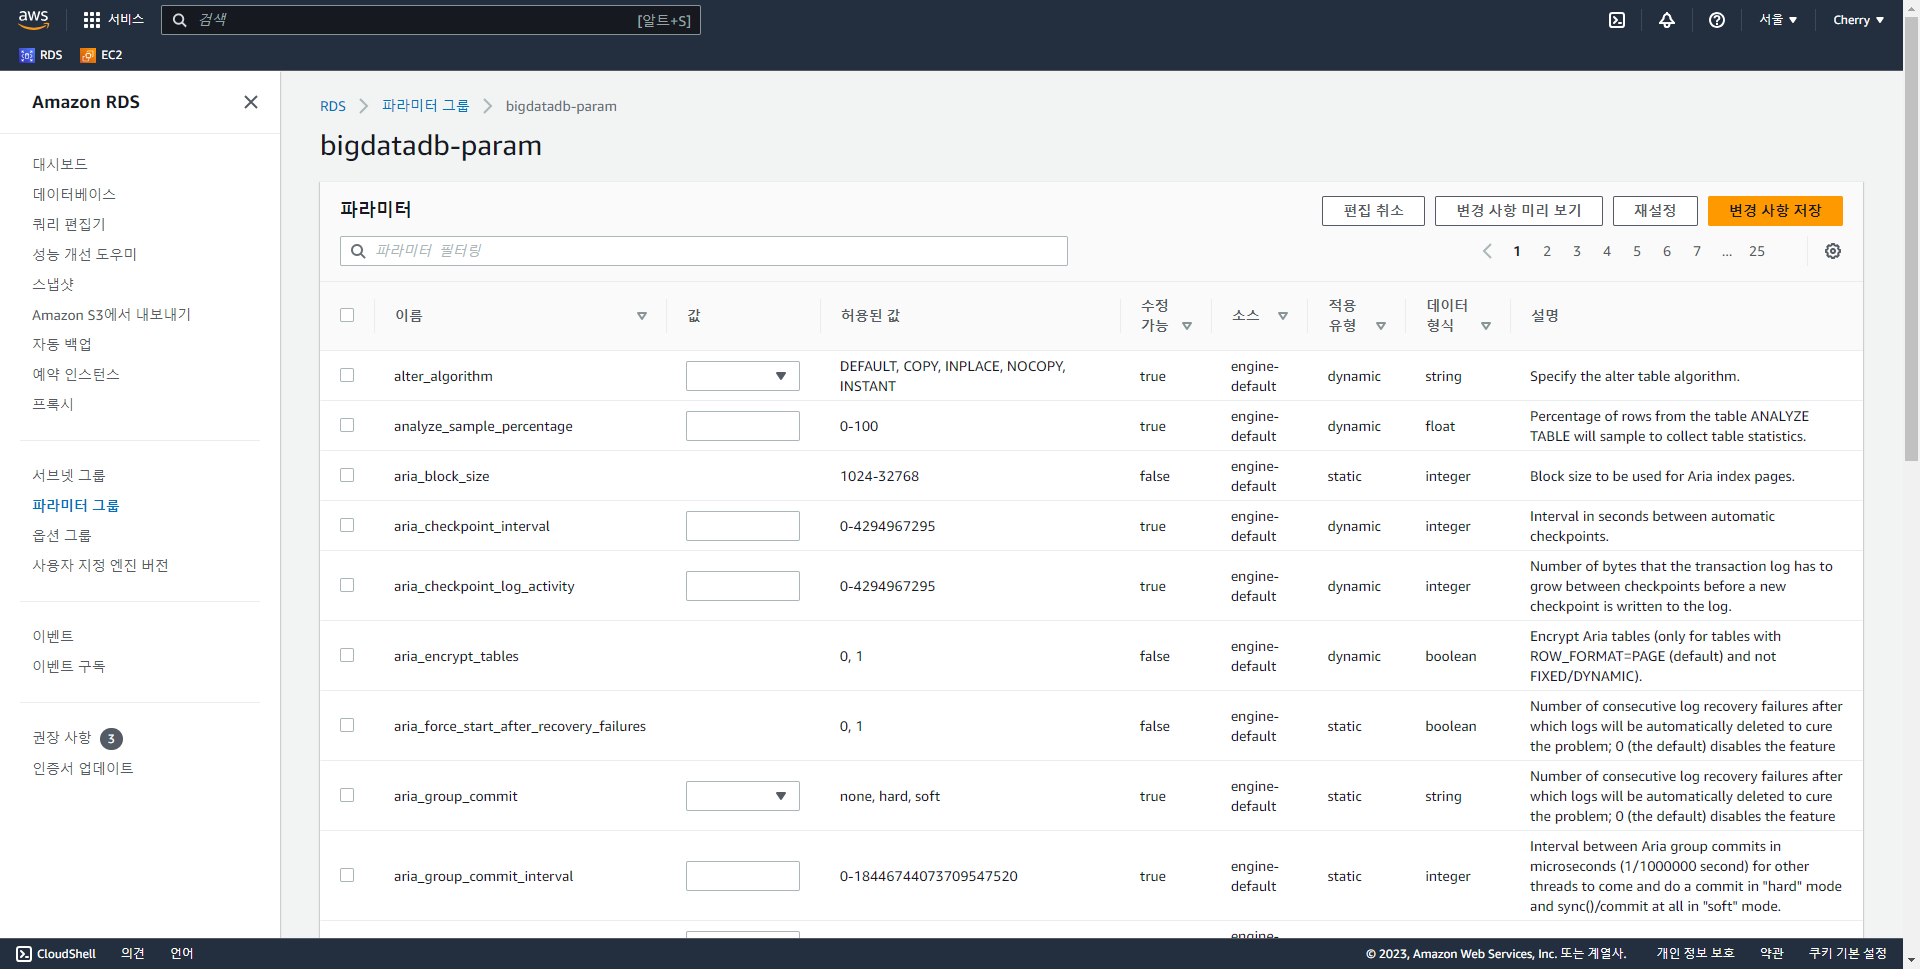 aws
서비스
검색
[알트+S]
서울 ▼
Cherry ▼
RDS
EC2
Amazon RDS
대시보드
데이터베이스
쿼리 편집기
성능 개선 도우미
스냅샷
Amazon S3에서 내보내기
자동 백업
예약 인스턴스
프록시
서브넷 그룹
파라미터 그룹
옵션 그룹
사용자 지정 엔진 버전
이벤트
이벤트 구독
권장 사항 3
인증서 업데이트
RDS > 파라미터 그룹 > bigdatadb-param
bigdatadb-param
파라미터
편집 취소
변경 사항 미리 보기
재설정
변경 사항 저장
파라미터 필터링
< 1 2 3 4 5 6 7 ... 25
이름
값
허용된 값
수정
가능
소스
적용
유형
데이터
형식
설명
alter_algorithm
DEFAULT, COPY, INPLACE, NOCOPY,
INSTANT
true
engine-
default
dynamic
string
Specify the alter table algorithm.
analyze_sample_percentage
0-100
true
engine-
default
dynamic
float
Percentage of rows from the table ANALYZE
TABLE will sample to collect table statistics.
aria_block_size
1024-32768
false
engine-
default
static
integer
Block size to be used for Aria index pages.
aria_checkpoint_interval
0-4294967295
true
engine-
default
dynamic
integer
Interval in seconds between automatic
checkpoints.
aria_checkpoint_log_activity
0-4294967295
true
engine-
default
dynamic
integer
Number of bytes that the transaction log has to
grow between checkpoints before a new
checkpoint is written to the log.
aria_encrypt_tables
0, 1
false
engine-
default
dynamic
boolean
Encrypt Aria tables (only for tables with
ROW_FORMAT=PAGE (default) and not
FIXED/DYNAMIC).
aria_force_start_after_recovery_failures
0, 1
false
engine-
default
static
boolean
Number of consecutive log recovery failures after
which logs will be automatically deleted to cure
the problem; 0 (the default) disables the feature
aria_group_commit
none, hard, soft
true
engine-
default
static
string
Number of consecutive log recovery failures after
which logs will be automatically deleted to cure
the problem; 0 (the default) disables the feature
aria_group_commit_interval
0-18446744073709547520
true
engine-
default
static
integer
Interval between Aria group commits in
microseconds (1/1000000 second) for other
threads to come and do a commit in "hard" mode
and sync()/commit at all in "soft" mode.
engine-
CloudShell
의견
언어
© 2023, Amazon Web Services, Inc. 또는 계열사.
개인 정보 보호
약관
쿠키 기본 설정